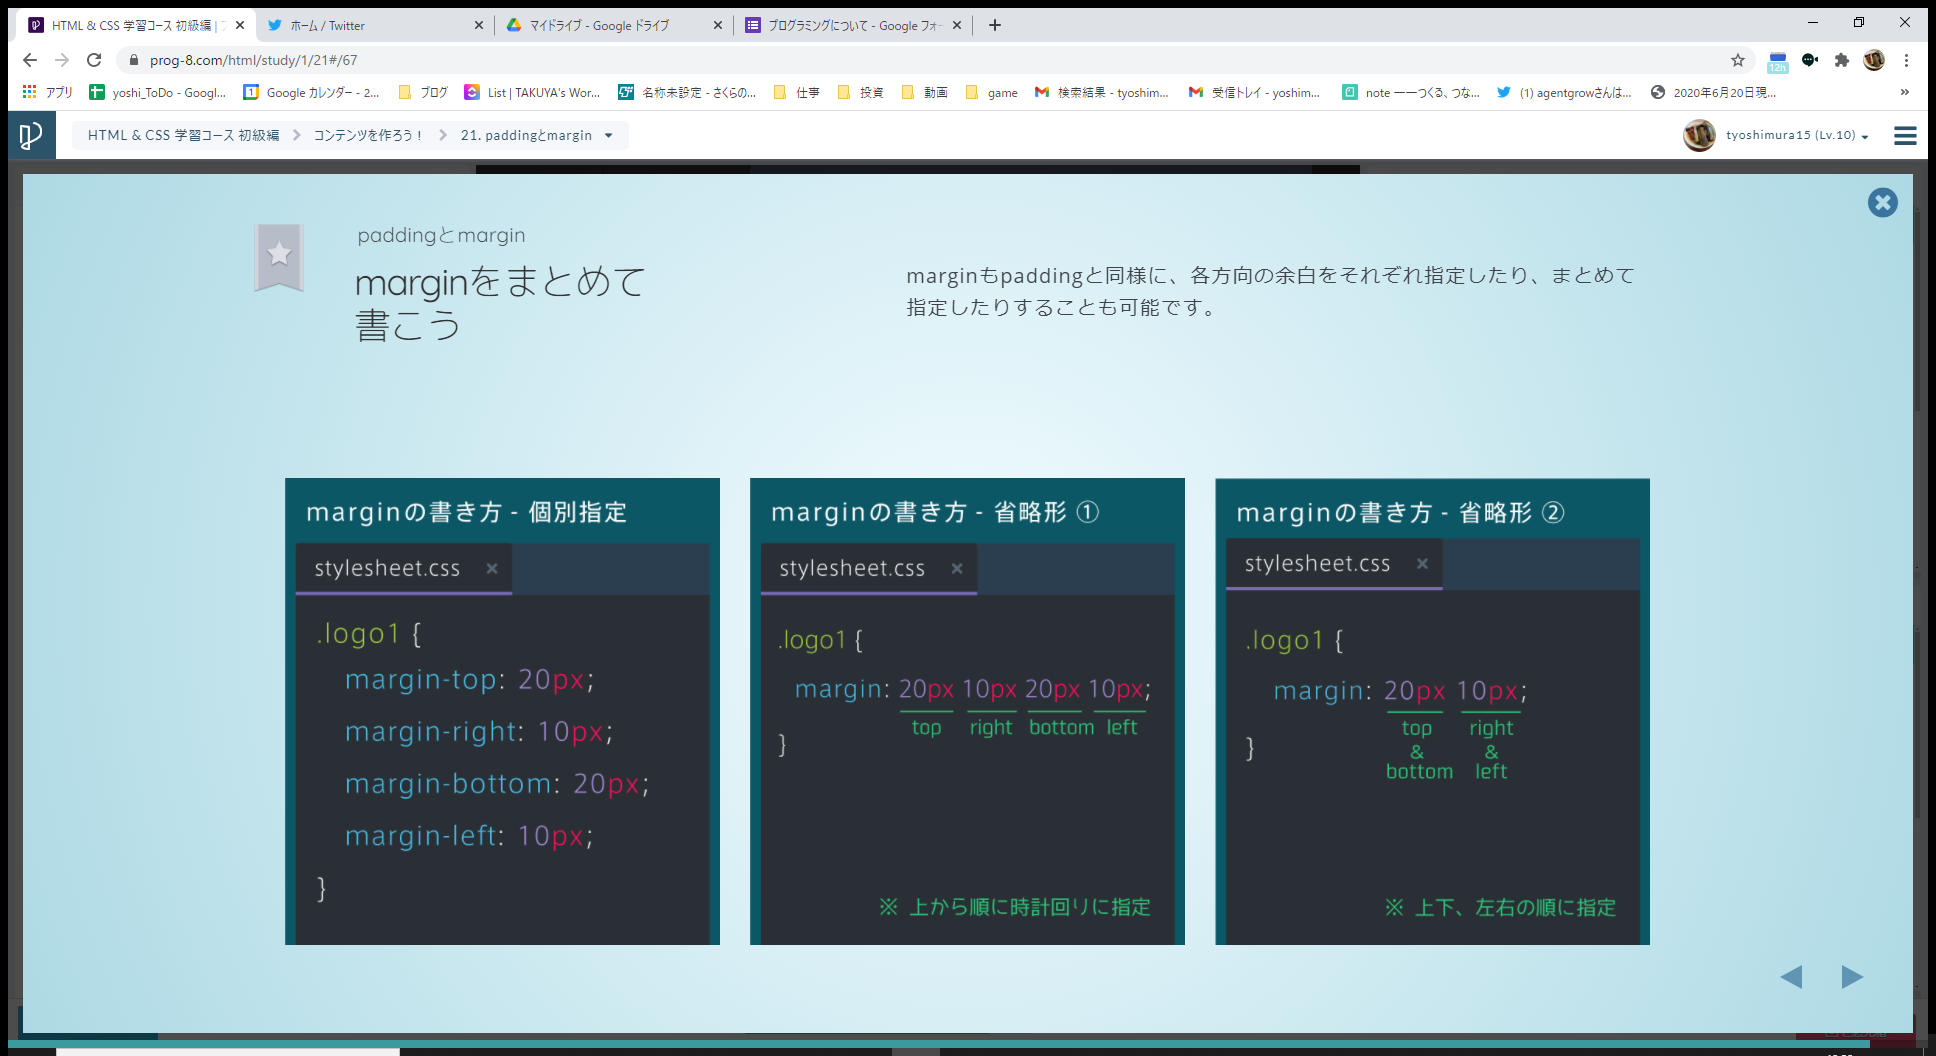 HTML & CSS 学習コース 初級編 |
ホーム / Twitter
マイドライブ - Google ドライブ
プログラミングについて - Google フォー
prog-8.com/html/study/1/21#/67
12h
アプリ
yoshi_ToDo - Googl...
Google カレンダー - 2...
ブログ
List | TAKUYA's Wor...
名称未設定 - さくらの...
仕事
投資
動画
game
検索結果 - tyoshim...
受信トレイ - yoshim...
note ――つくる、つな...
(1) agentgrowさんは...
2020年6月20日現...
»
HTML & CSS 学習コース 初級編
コンテンツを作ろう！
21. paddingとmargin
tyoshimura15 (Lv.10)
paddingとmargin
marginをまとめて
書こう
marginもpaddingと同様に、各方向の余白をそれぞれ指定したり、まとめて
指定したりすることも可能です。
marginの書き方 - 個別指定
stylesheet.css ×
.logo1 {
margin-top: 20px;
margin-right: 10px;
margin-bottom: 20px;
margin-left: 10px;
}
marginの書き方 - 省略形 ①
stylesheet.css ×
.logo1 {
margin: 20px 10px 20px 10px;
top right bottom left
}
※ 上から順に時計回りに指定
marginの書き方 - 省略形 ②
stylesheet.css ×
.logo1 {
margin: 20px 10px;
top right
& &
bottom left
}
※ 上下、左右の順に指定